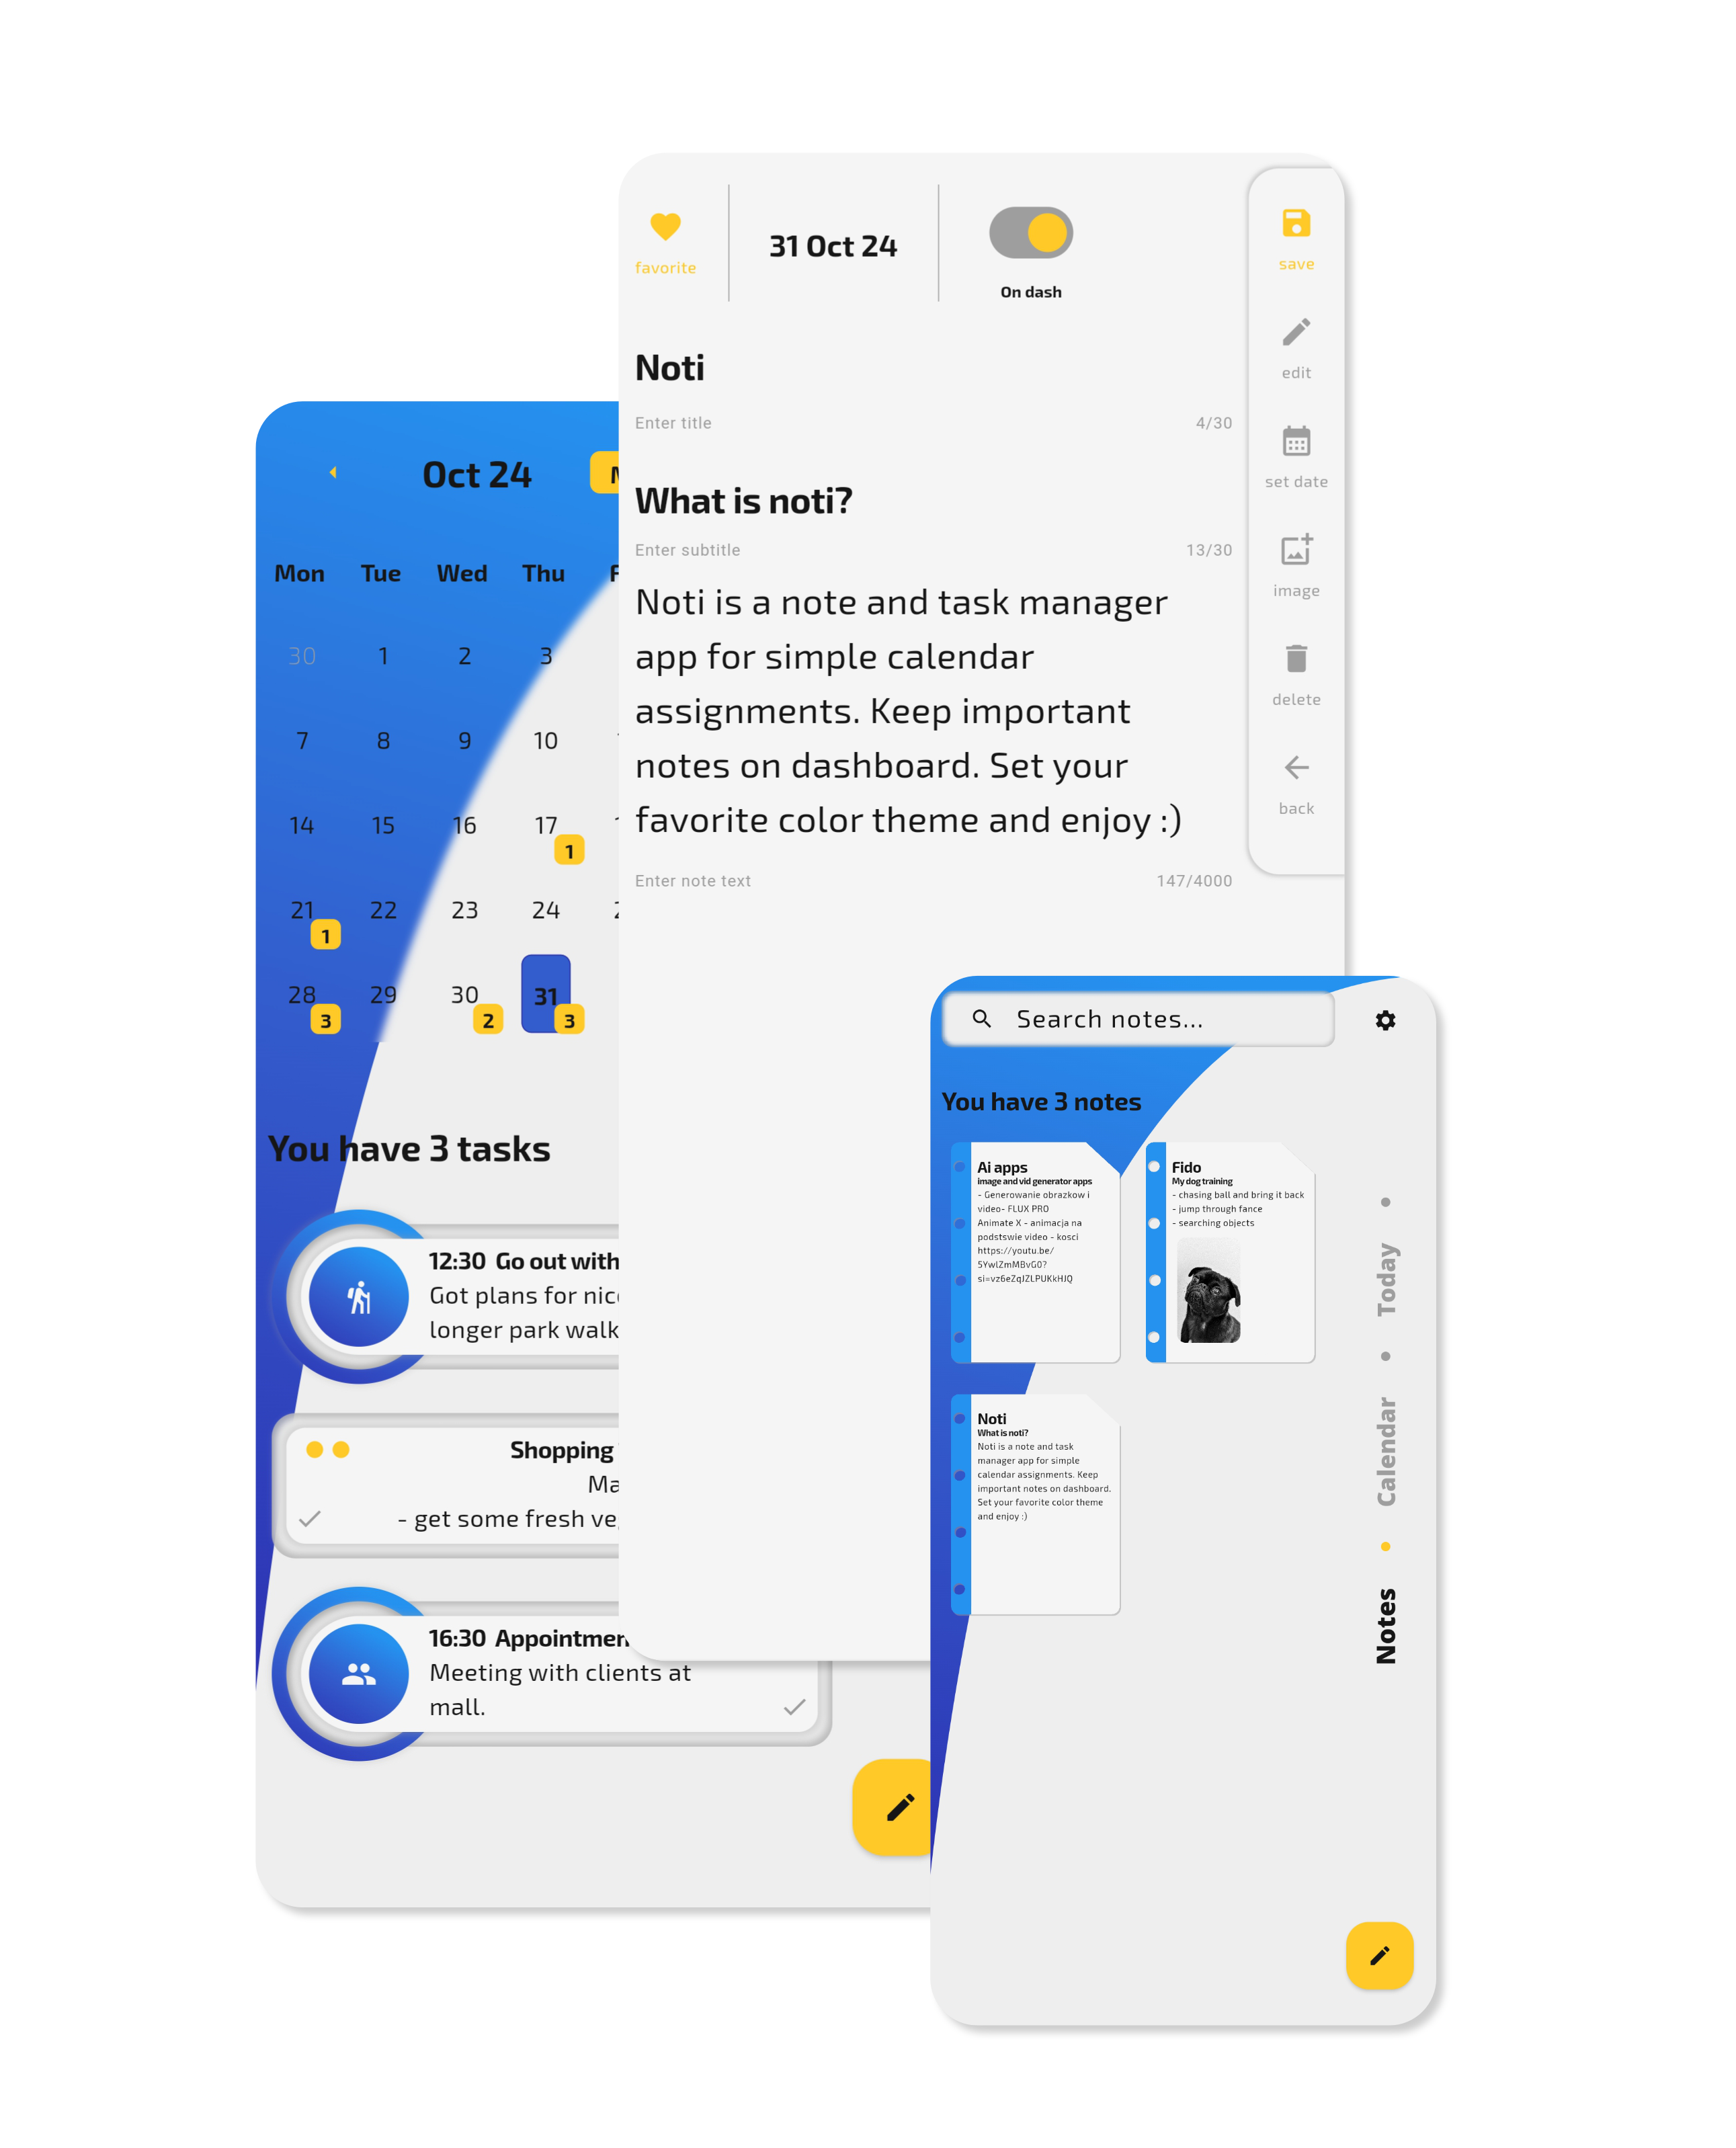 favorite
31 Oct 24
On dash
save
edit
set date
image
delete
back
Noti
Enter title 4/30
What is noti?
Enter subtitle 13/30
Noti is a note and task manager
app for simple calendar
assignments. Keep important
notes on dashboard. Set your
favorite color theme and enjoy :)
Enter note text 147/4000
Oct 24
Mon Tue Wed Thu
30 1 2 3
7 8 9 10
14 15 16 17
1
21 22 23 24
1
28 29 30 31
3 2 3
You have 3 tasks
12:30 Go out with
Got plans for
longer park walk
Shopping
- get some fresh
16:30
Meeting with clients at
mall.
Search notes...
You have 3 notes
Ai apps
image and vid generator apps
- Generowanie obrazkow i
video- FLUX PRO
Animate X - animacja na
podstswie video - kosci
https://youtu.be/
5YwlZmMBvG0?
si=vz6eZqJZLPUKkHJQ
Fido
My dog training
- chasing ball and bring it back
- jump through fance
- searching objects
Noti
What is noti?
Noti is a note and task
manager app for simple
calendar assignments. Keep
important notes on dashboard.
Set your favorite color theme
and enjoy :)
Today
Calendar
Notes